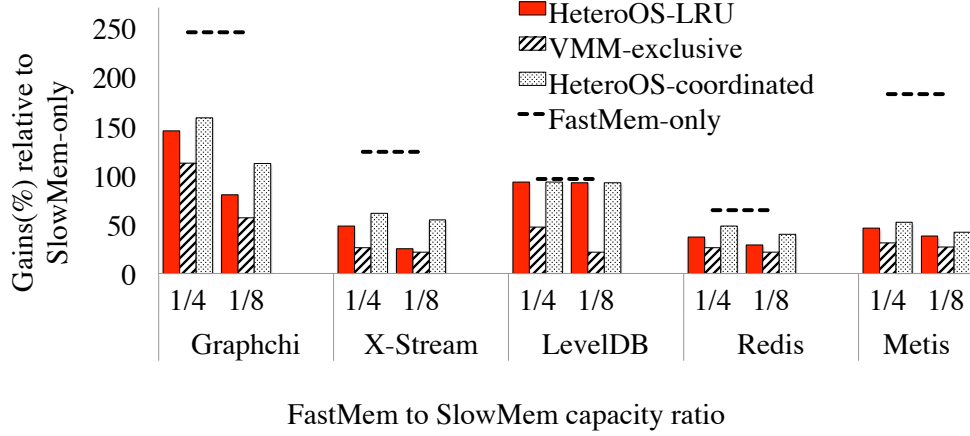 Gains(%) relative to
SlowMem-only
250
200
150
100
50
0
HeteroOS-LRU
VMM-exclusive
HeteroOS-coordinated
FastMem-only
1/4 1/8 1/4 1/8 1/4 1/8 1/4 1/8 1/4 1/8
Graphchi X-Stream LevelDB Redis Metis
FastMem to SlowMem capacity ratio